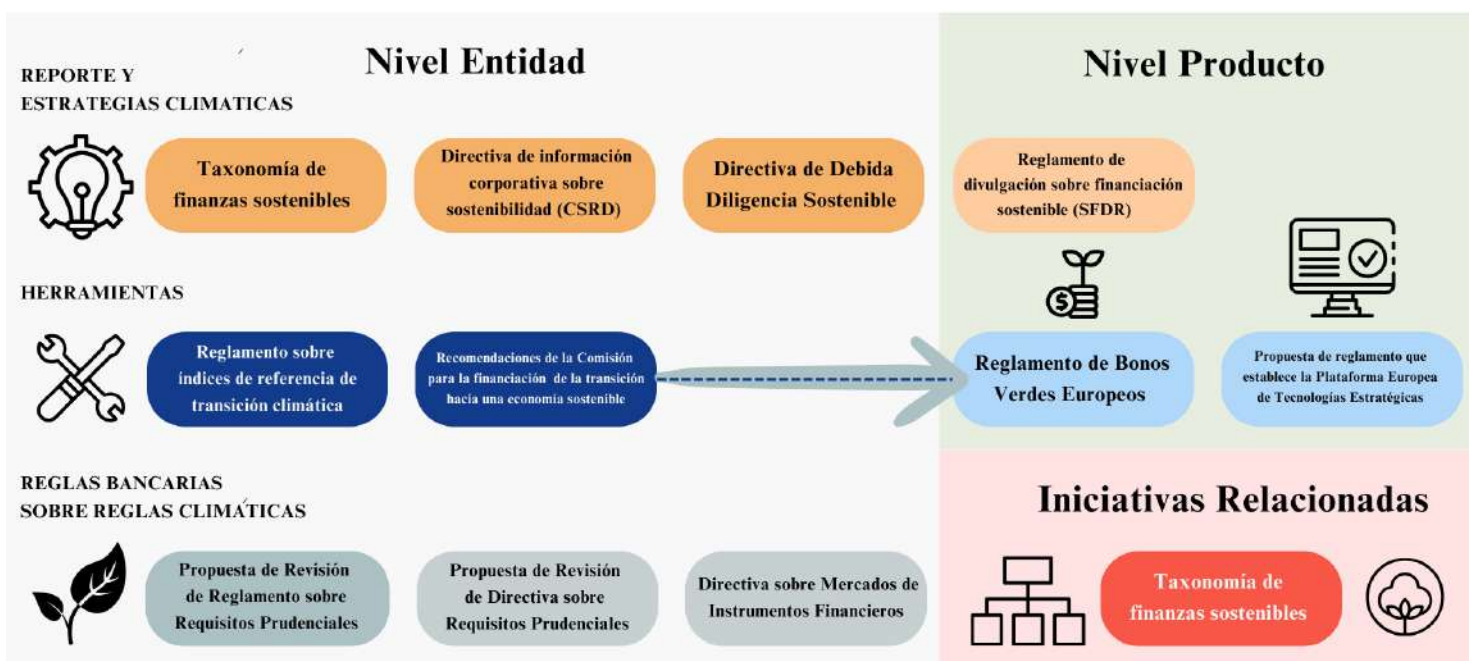 Nivel Entidad
Nivel Producto
REPORTE Y
ESTRATEGIAS CLIMATICAS
Taxonomía de
finanzas sostenibles
Directiva de información
corporativa sobre
sostenibilidad (CSRD)
Directiva de Debida
Diligencia Sostenible
Reglamento de
divulgación sobre financiación
sostenible (SFDR)
HERRAMIENTAS
$
Reglamento sobre
índices de referencia de
transición climática
Recomendaciones de la Comisión
para la financiación de la transición
hacia una economía sostenible
Reglamento de Bonos
Verdes Europeos
Propuesta de reglamento que
establece la Plataforma Europea
de Tecnologías Estratégicas
REGLAS BANCARIAS
SOBRE REGLAS CLIMÁTICAS
Iniciativas Relacionadas
Propuesta de Revisión
de Reglamento sobre
Requisitos Prudenciales
Propuesta de Revisión
de Directiva sobre
Requisitos Prudenciales
Directiva sobre Mercados de
Instrumentos Financieros
Taxonomía de
finanzas sostenibles